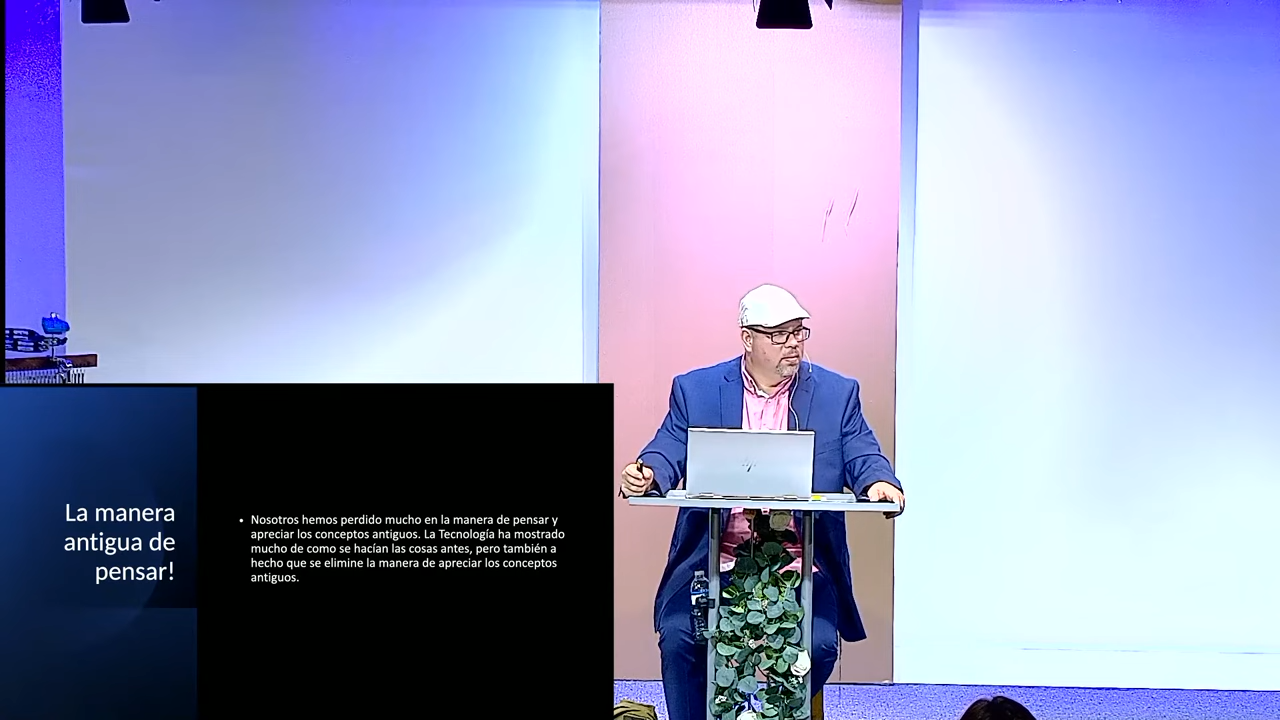 La manera
antigua de
pensar!
• Nosotros hemos perdido mucho en la manera de pensar y
apreciar los conceptos antiguos. La Tecnología ha mostrado
mucho de como se hacían las cosas antes, pero también a
hecho que se elimine la manera de apreciar los conceptos
antiguos.